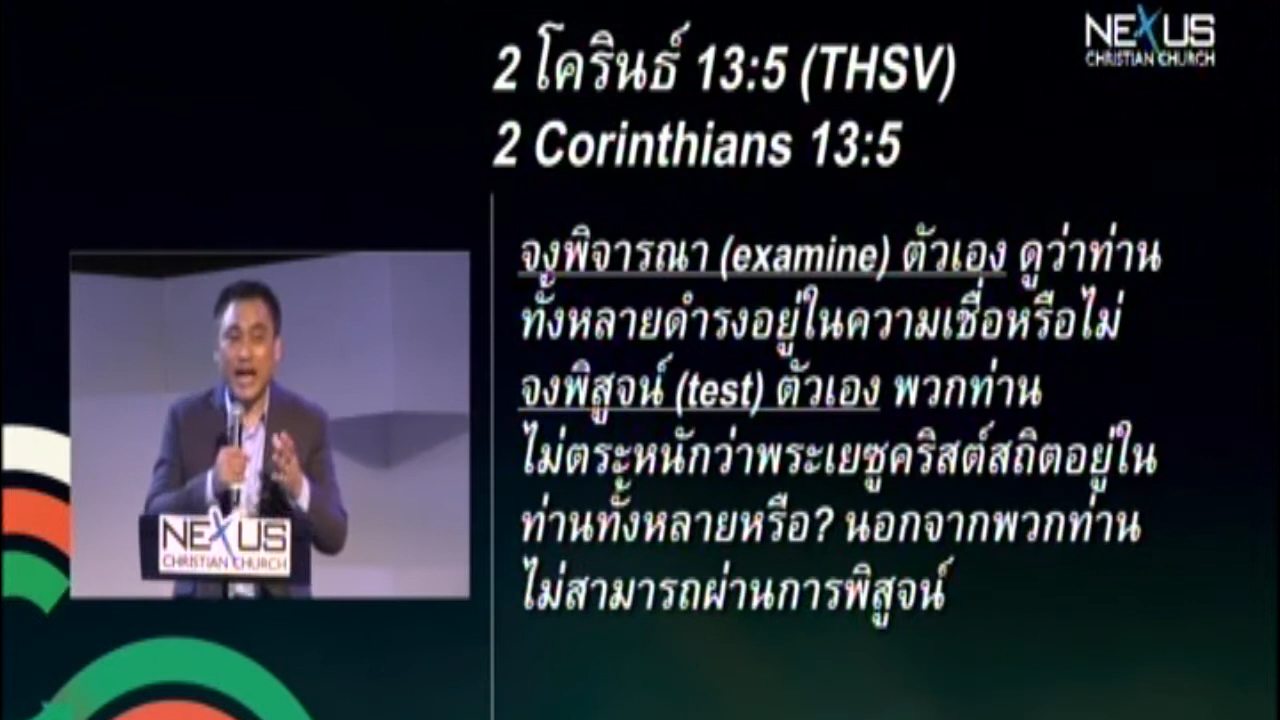 NEXUS
CHRISTIAN CHURCH
2 โครินธ์ 13:5 (THSV)
2 Corinthians 13:5
จงพิจารณา (examine) ตัวเอง ดูว่าท่าน
ทั้งหลายดำรงอยู่ในความเชื่อหรือไม่
จงพิสูจน์ (test) ตัวเอง พวกท่าน
ไม่ตระหนักว่าพระเยซูคริสต์สถิตอยู่ใน
ท่านทั้งหลายหรือ? นอกจากพวกท่าน
ไม่สามารถผ่านการพิสูจน์
NEXUS
CHRISTIAN CHURCH